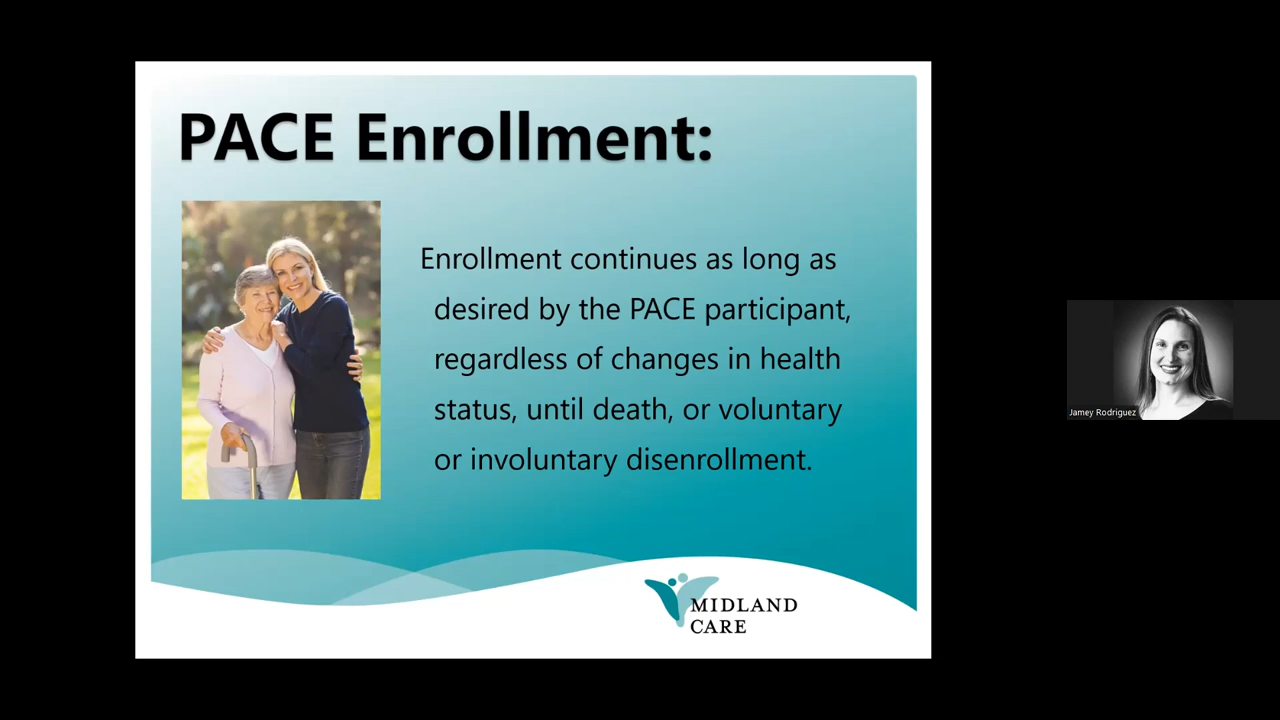 PACE Enrollment:
Enrollment continues as long as
desired by the PACE participant,
regardless of changes in health
status, until death, or voluntary
or involuntary disenrollment.
MIDLAND
CARE
Jamey Rodriguez